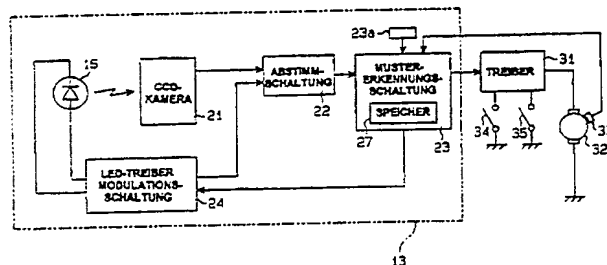 23a
15
CCD-
KAMERA
21
ABSTIMM-
SCHALTUNG
22
MUSTER-
ERKENNUNGS-
SCHALTUNG
SPEICHER
27
23
31
TREIBER
34
35
33
32
LED-TREIBER
MODULATIONS-
SCHALTUNG
24
13